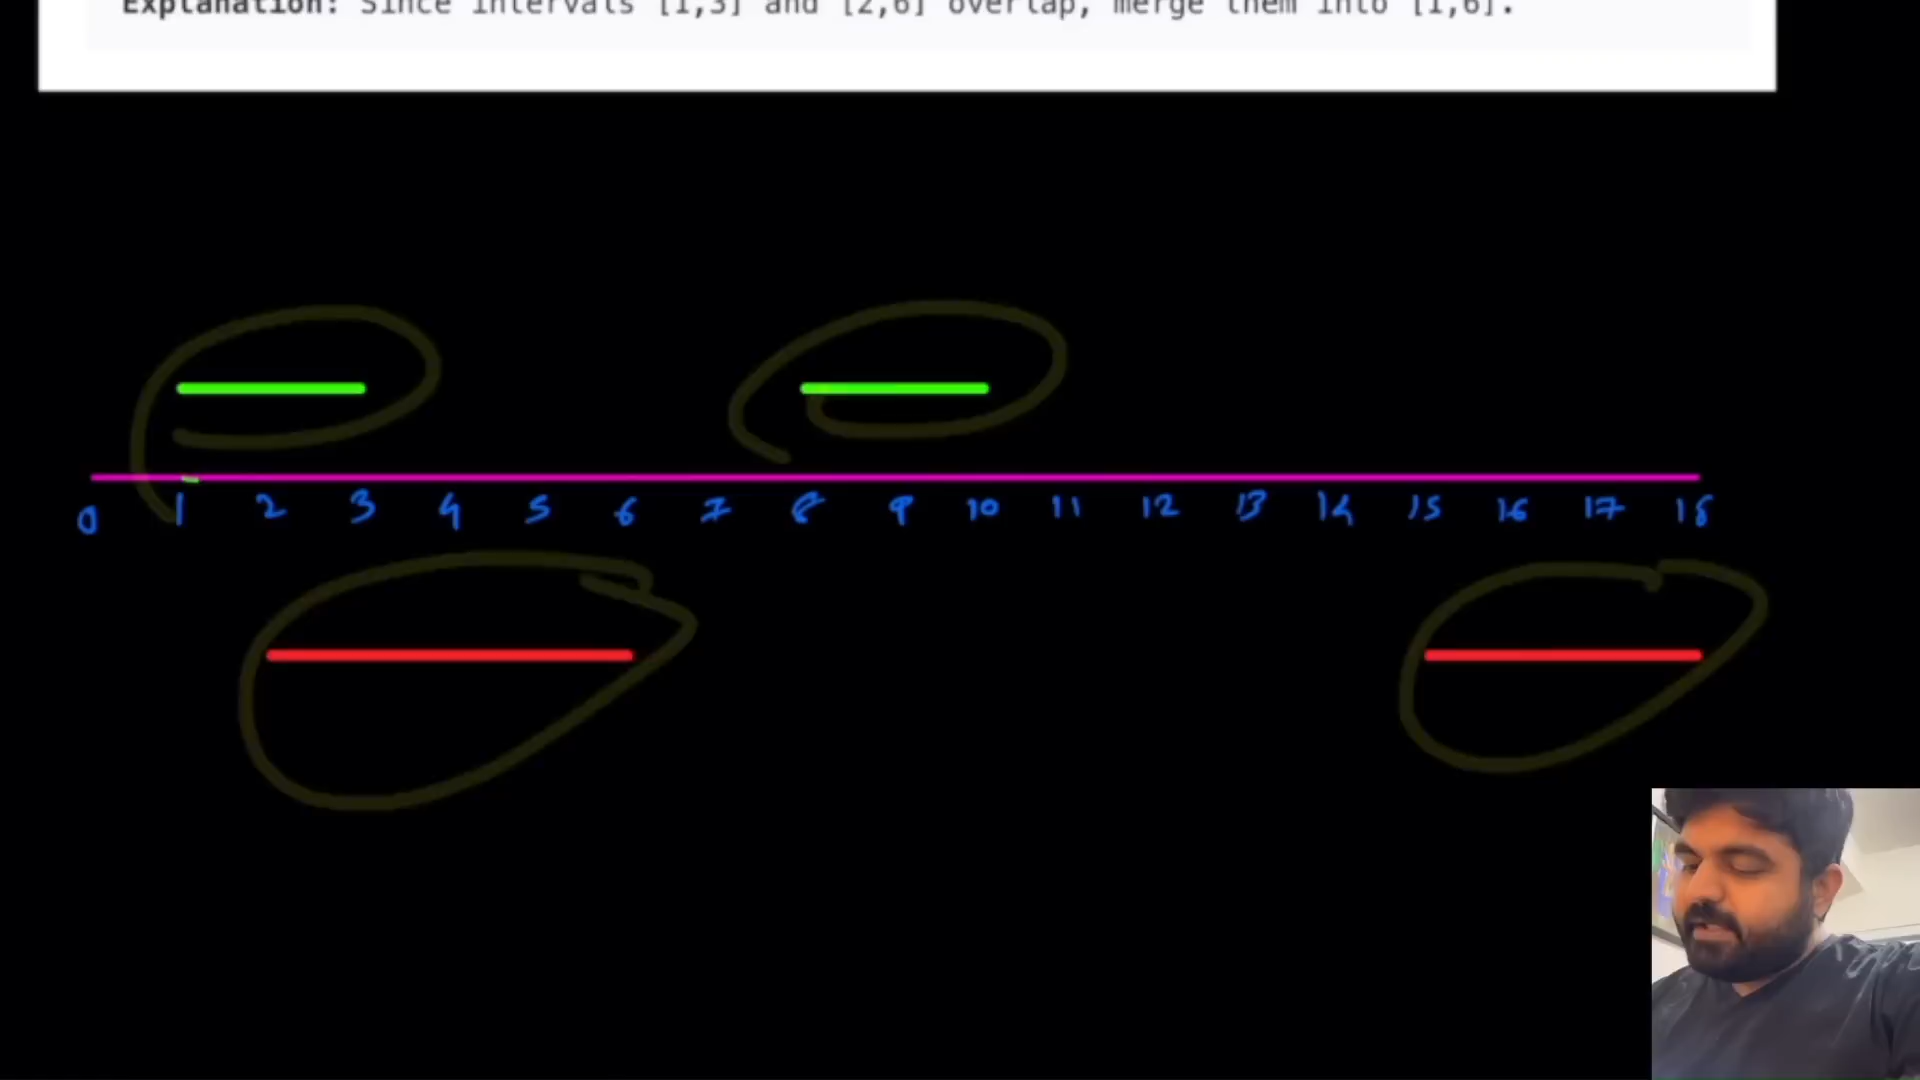 Explanation: Since intervals [1,3] and [2,6] overlap, merge them into [1,6].
0 1 2 3 4 5 6 7 8 9 10 11 12 13 14 15 16 17 18